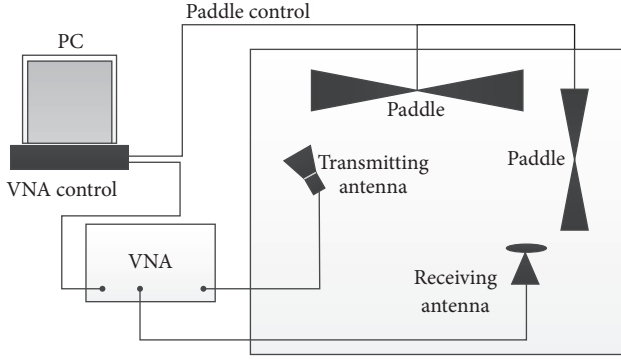 Paddle control
PC
Paddle
Transmitting
antenna
Paddle
VNA control
VNA
Receiving
antenna